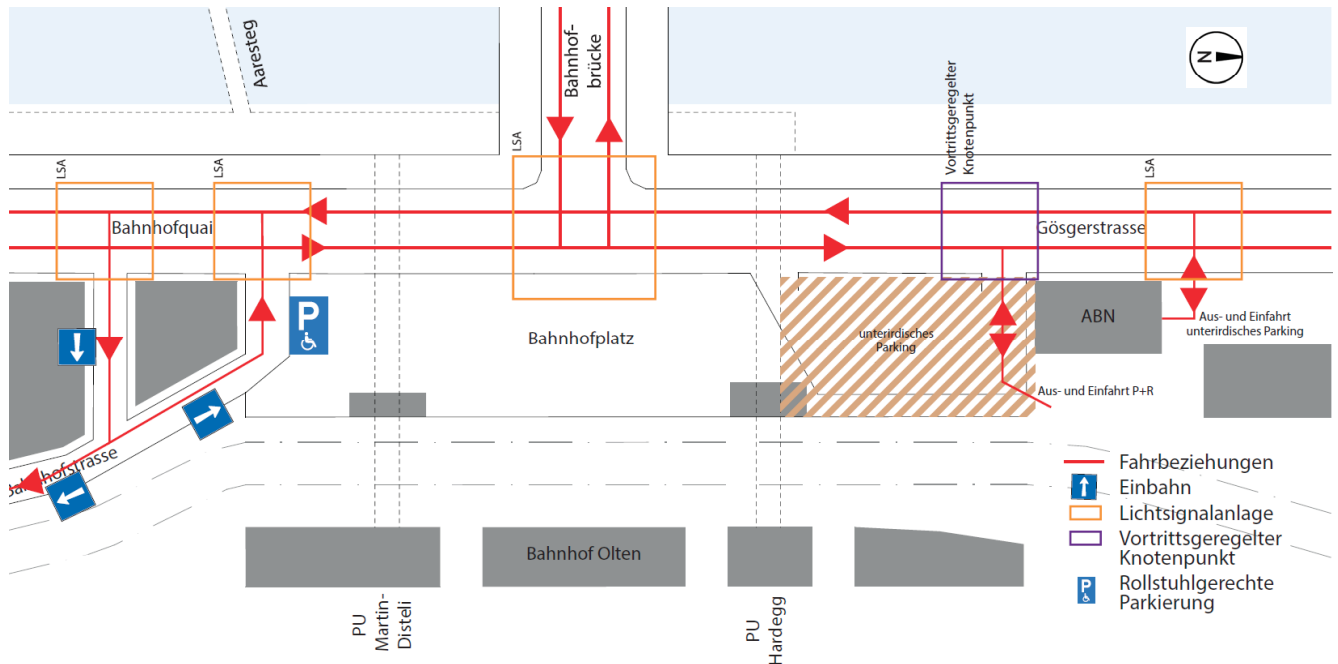 Aaresteg
Bahnhof-
brücke
N
Vortrittsgeregelter
Knotenpunkt
LSA
LSA
LSA
LSA
Bahnhofquai
Gösgerstrasse
P
Bahnhofplatz
unterirdisches
Parking
ABN
Aus- und Einfahrt
unterirdisches Parking
Aus- und Einfahrt P+R
Bahnhofstrasse
Fahrbeziehungen
Einbahn
Lichtsignalanlage
Vortrittsgeregelter
Knotenpunkt
P
Rollstuhlgerechte
Parkierung
Bahnhof Olten
PU
Martin-
Disteli
PU
Hardegg